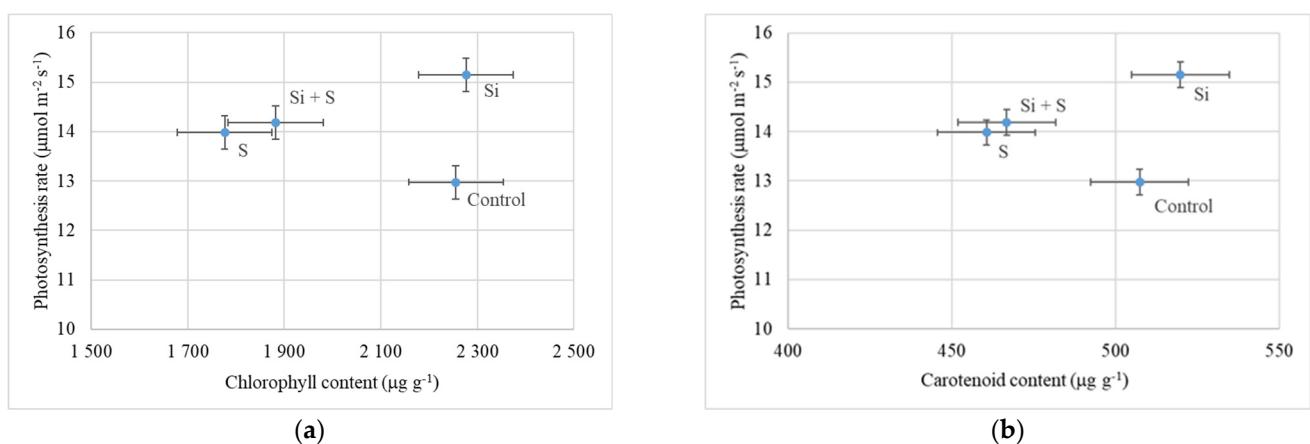 Photosynthesis rate (µmol m⁻² s⁻¹)
16
15
14
13
12
11
10
Si
Si + S
S
Control
1 500
1 700
1 900
2 100
2 300
2 500
Chlorophyll content (µg g⁻¹)
(a)
Photosynthesis rate (µmol m⁻² s⁻¹)
16
15
14
13
12
11
10
Si
Si + S
S
Control
400
450
500
550
Carotenoid content (µg g⁻¹)
(b)